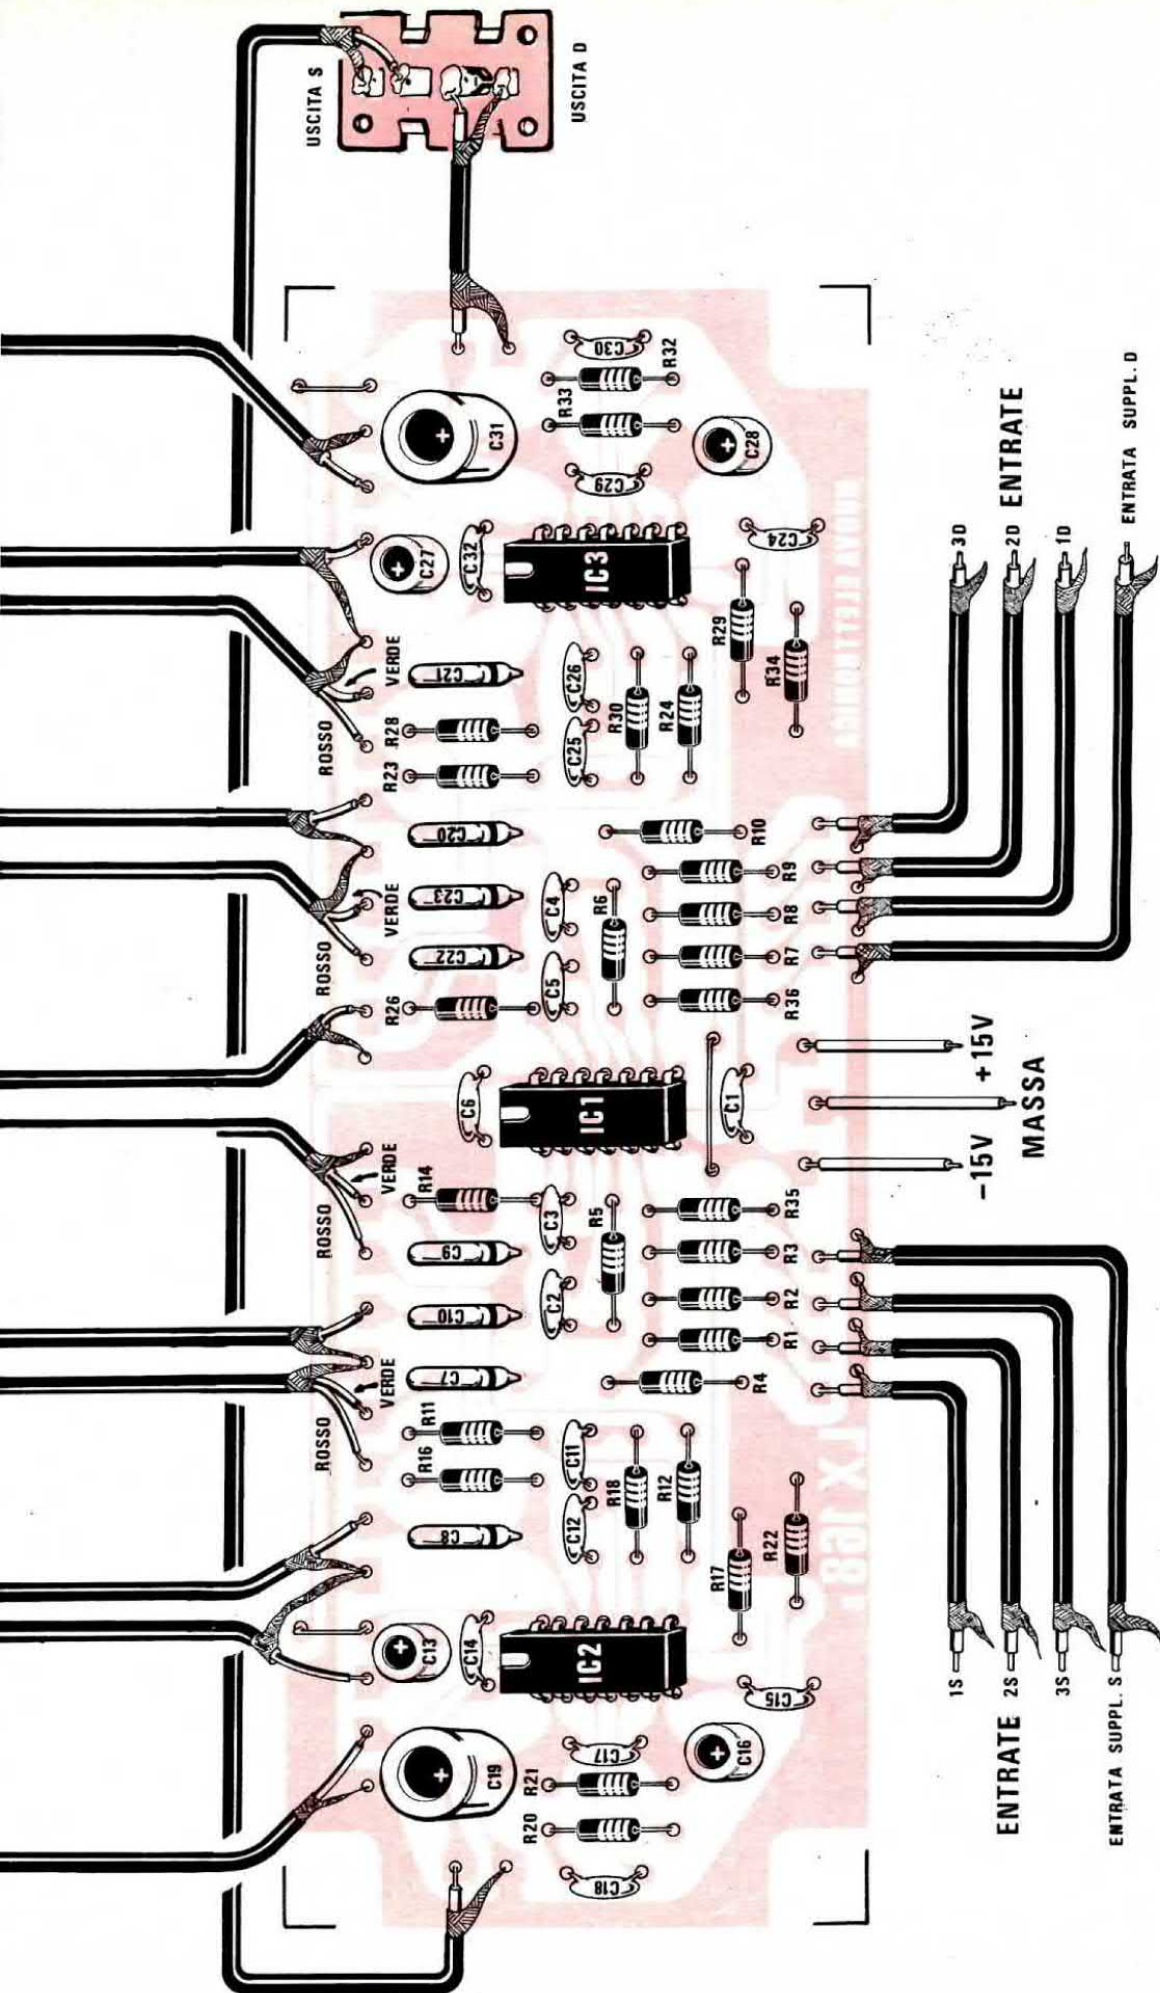 USCITA S
USCITA D
C30
R32
R33
C31
C28
C29
C27
C32
IC3
C24
NUOVA ELETTRONICA
VERDE
C21
C26
R29
R34
R30
R24
ROSSO
R28
C25
R23
C20
R10
R9
VERDE
C23
C4
R6
R8
ROSSO
C22
C5
R7
R26
R36
3D
2D
1D
ENTRATE
ENTRATA SUPPL. D
C6
IC1
C1
+15V
MASSA
-15V
VERDE
R14
C3
R5
R35
ROSSO
C9
R3
C10
C2
R2
R1
VERDE
C7
R4
ROSSO
R11
R16
C11
R18
R12
C8
C12
R17
R22
LX 168
C13
C14
IC2
C15
C19
C17
C16
R21
R20
C18
1S
2S
3S
ENTRATE
ENTRATA SUPPL. S